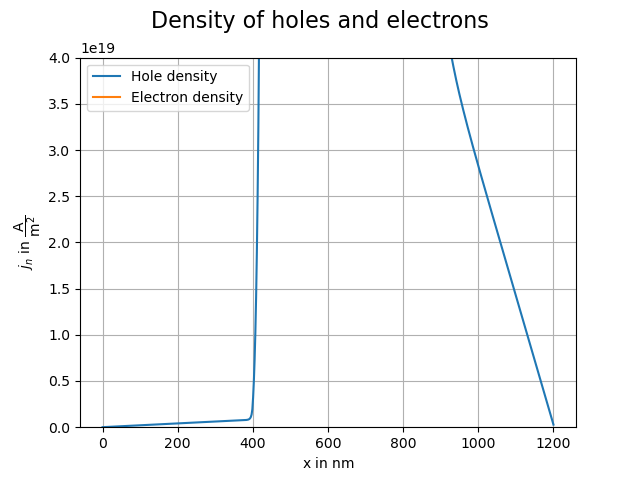 Density of holes and electrons
1e19
4.0
3.5
3.0
2.5
2.0
1.5
1.0
0.5
0.0
Hole density
Electron density
j_n in A/m²
0 200 400 600 800 1000 1200
x in nm